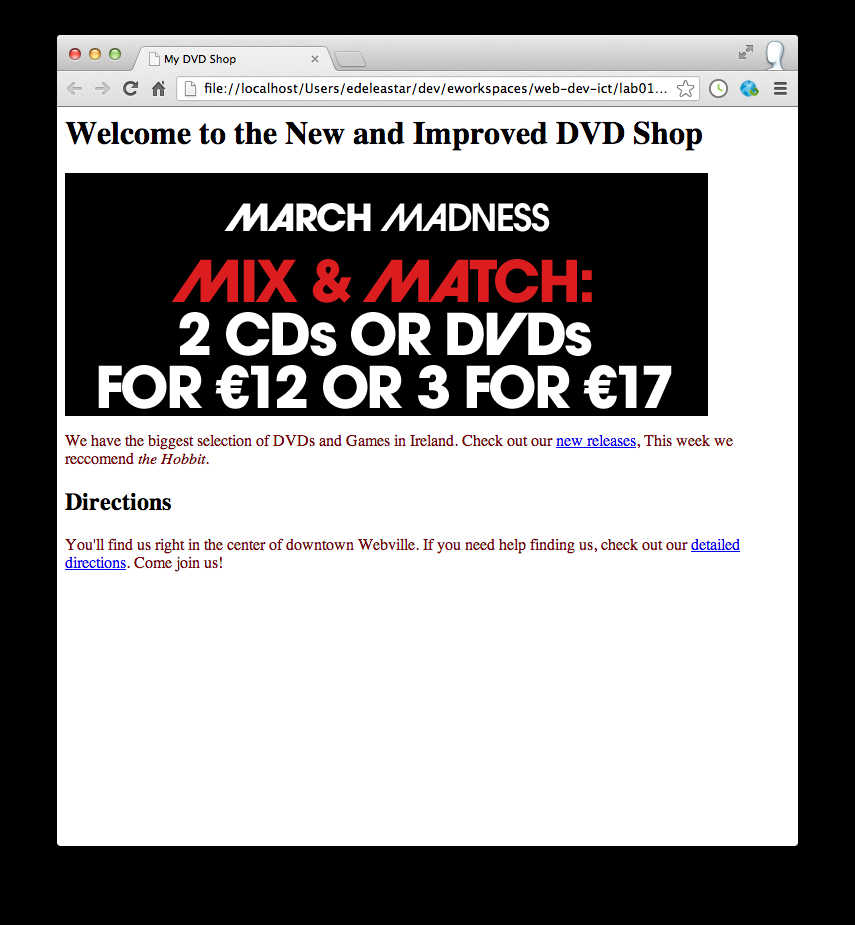 My DVD Shop
file://localhost/Users/edeleastar/dev/eworkspaces/web-dev-ict/lab01...
Welcome to the New and Improved DVD Shop
MARCH MADNESS
MIX & MATCH:
2 CDs OR DVDs
FOR €12 OR 3 FOR €17
We have the biggest selection of DVDs and Games in Ireland. Check out our new releases, This week we
reccomend the Hobbit.
Directions
You'll find us right in the center of downtown Webville. If you need help finding us, check out our detailed
directions. Come join us!